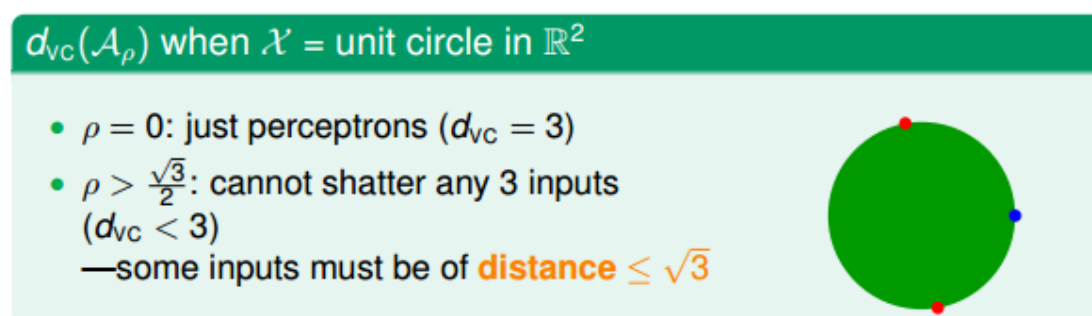 d_VC(𝒜_ρ) when 𝒳 = unit circle in ℝ²
• ρ = 0: just perceptrons (d_VC = 3)
• ρ > √3/2: cannot shatter any 3 inputs
(d_VC < 3)
—some inputs must be of distance ≤ √3